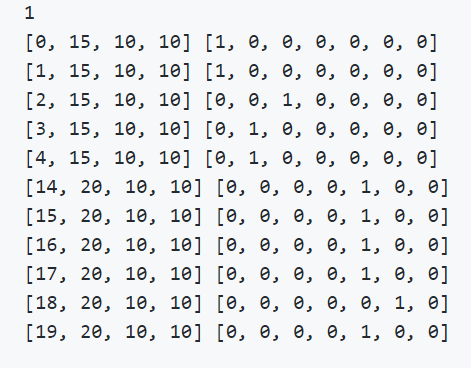 1
[0, 15, 10, 10] [1, 0, 0, 0, 0, 0, 0]
[1, 15, 10, 10] [1, 0, 0, 0, 0, 0, 0]
[2, 15, 10, 10] [0, 0, 1, 0, 0, 0, 0]
[3, 15, 10, 10] [0, 1, 0, 0, 0, 0, 0]
[4, 15, 10, 10] [0, 1, 0, 0, 0, 0, 0]
[14, 20, 10, 10] [0, 0, 0, 0, 1, 0, 0]
[15, 20, 10, 10] [0, 0, 0, 0, 1, 0, 0]
[16, 20, 10, 10] [0, 0, 0, 0, 1, 0, 0]
[17, 20, 10, 10] [0, 0, 0, 0, 1, 0, 0]
[18, 20, 10, 10] [0, 0, 0, 0, 0, 1, 0]
[19, 20, 10, 10] [0, 0, 0, 0, 1, 0, 0]